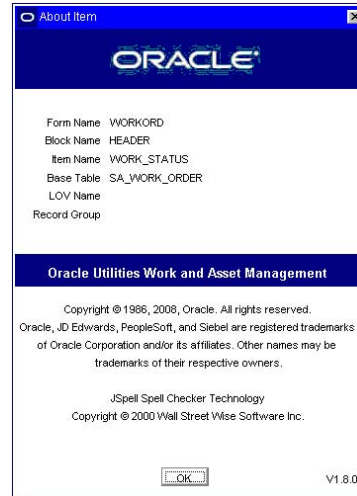 About Item
ORACLE
Form Name WORKORD
Block Name HEADER
Item Name WORK_STATUS
Base Table SA_WORK_ORDER
LOV Name
Record Group
Oracle Utilities Work and Asset Management
Copyright © 1986, 2008, Oracle. All rights reserved.
Oracle, JD Edwards, PeopleSoft, and Siebel are registered trademarks
of Oracle Corporation and/or its affiliates. Other names may be
trademarks of their respective owners.
JSpell Spell Checker Technology
Copyright © 2000 Wall Street Wise Software Inc.
OK
V1.8.0